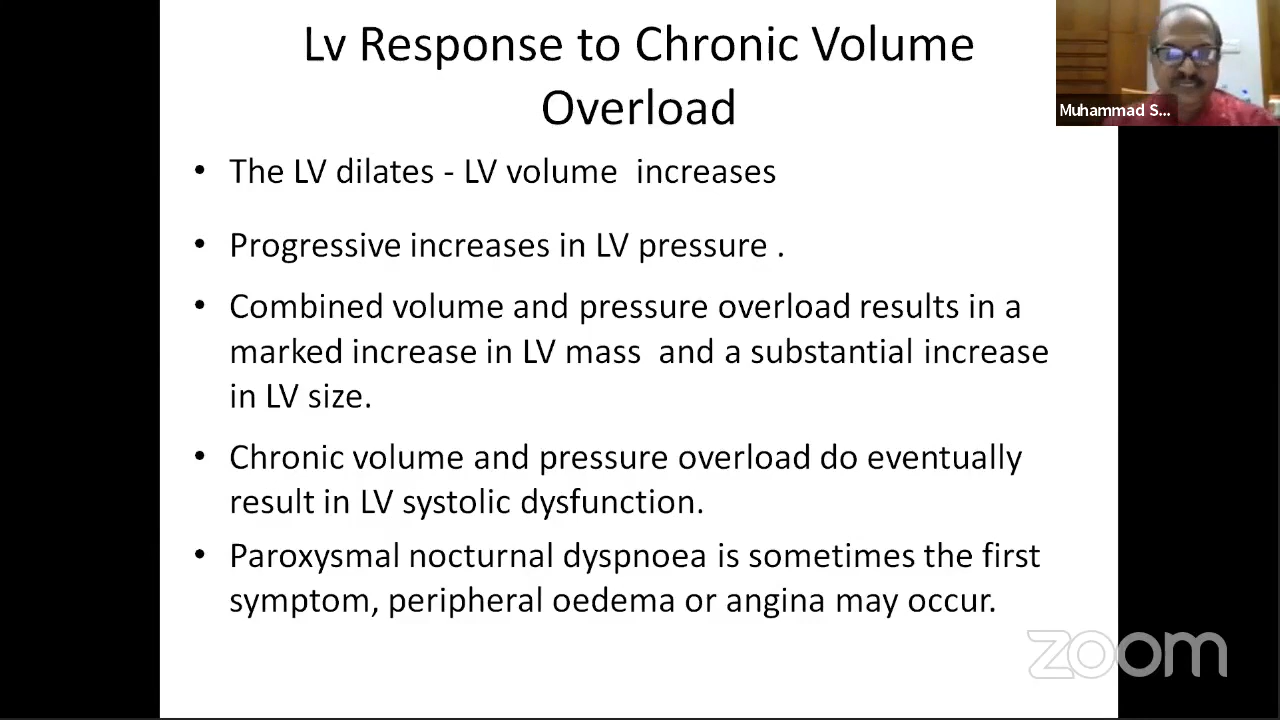 Lv Response to Chronic Volume
Overload
Muhammad S...
• The LV dilates - LV volume increases
• Progressive increases in LV pressure .
• Combined volume and pressure overload results in a
marked increase in LV mass and a substantial increase
in LV size.
• Chronic volume and pressure overload do eventually
result in LV systolic dysfunction.
• Paroxysmal nocturnal dyspnoea is sometimes the first
symptom, peripheral oedema or angina may occur.
zoom